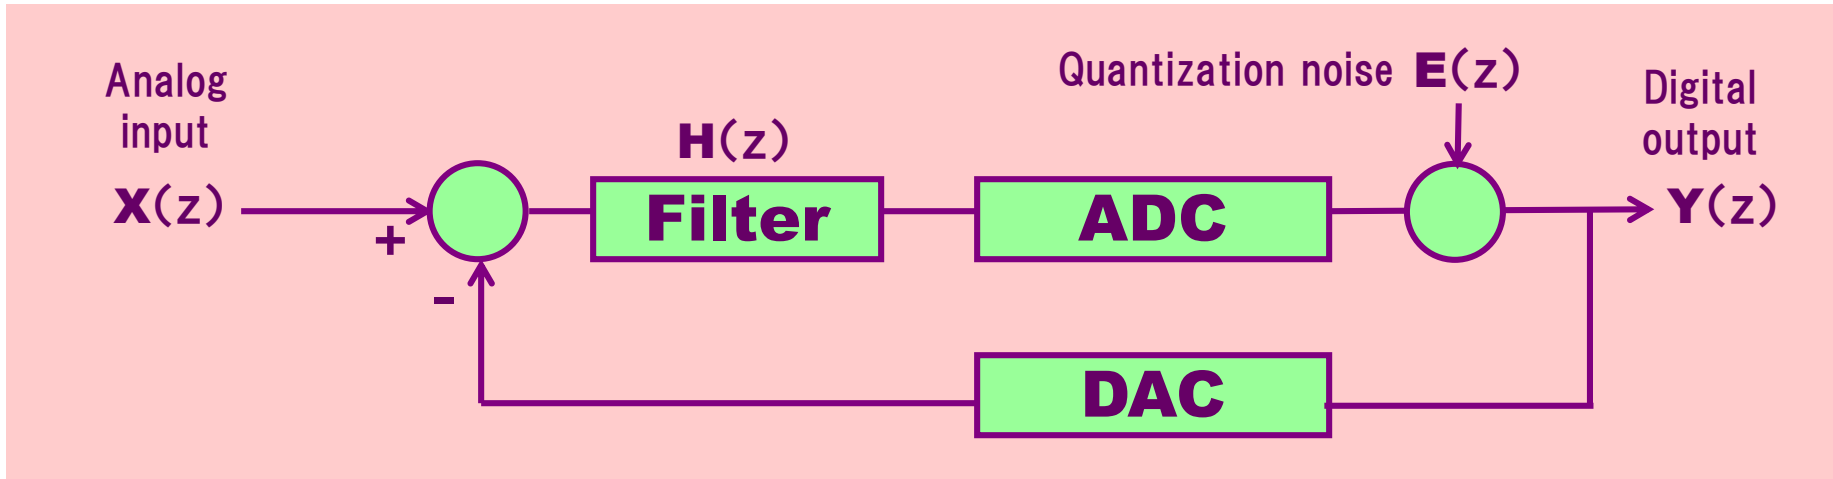 Analog
input
X(z)
+
-
H(z)
Filter
ADC
DAC
Quantization noise E(z)
Digital
output
Y(z)